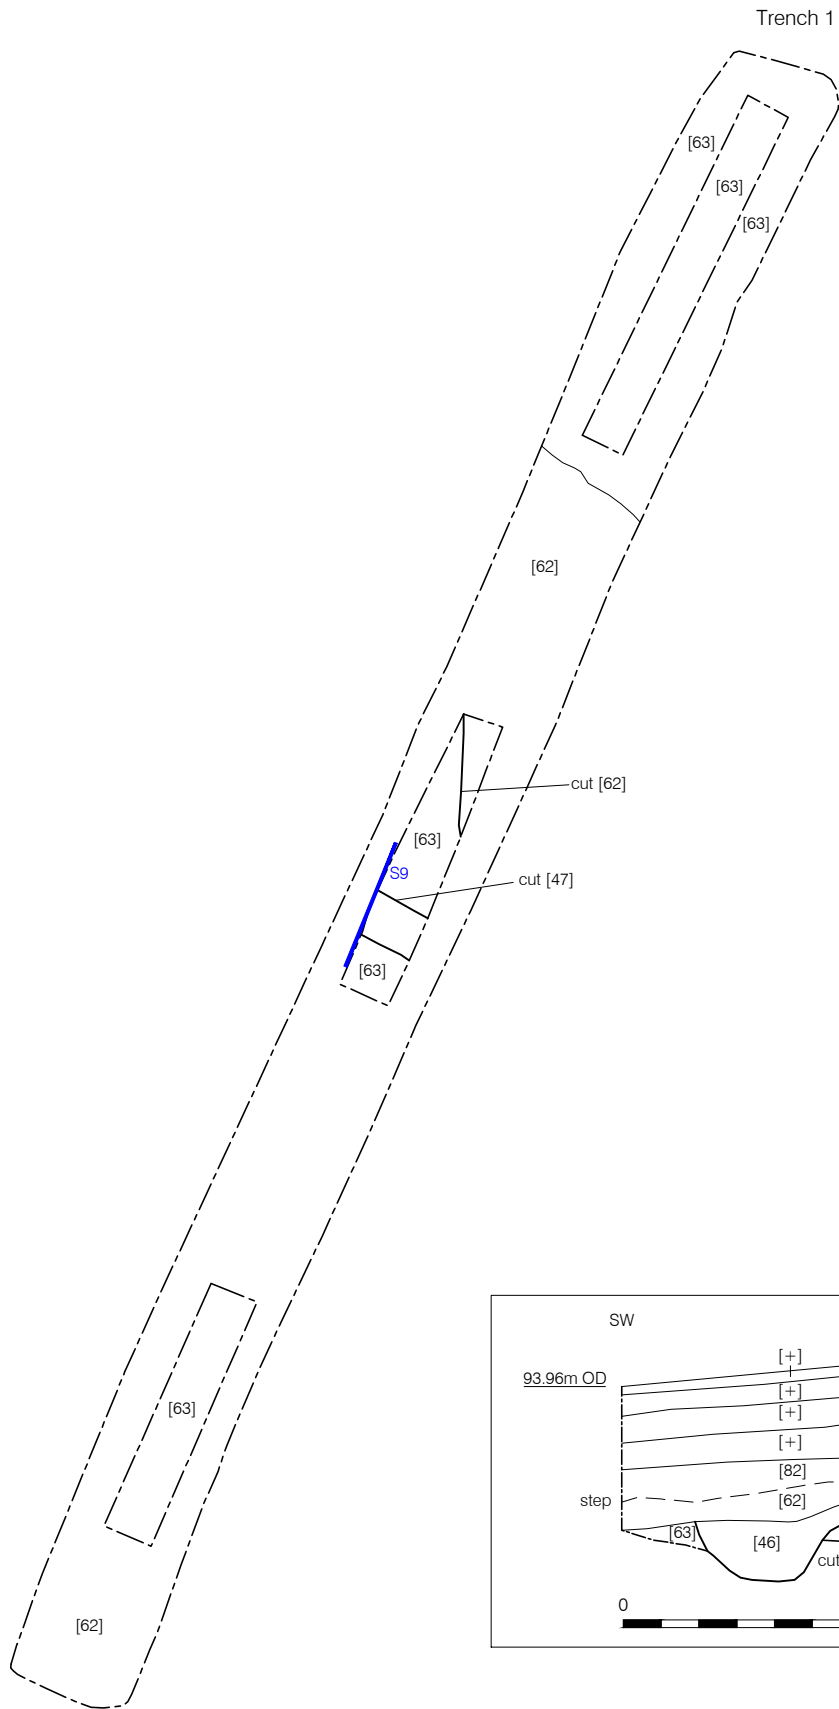 Trench 1
[63]
[63]
[63]
[62]
cut [62]
[63]
S9
cut [47]
[63]
[63]
[62]
SW
[+]
93.96m OD
[+]
[+]
[+]
[82]
step
[62]
[63]
[46]
cut
0